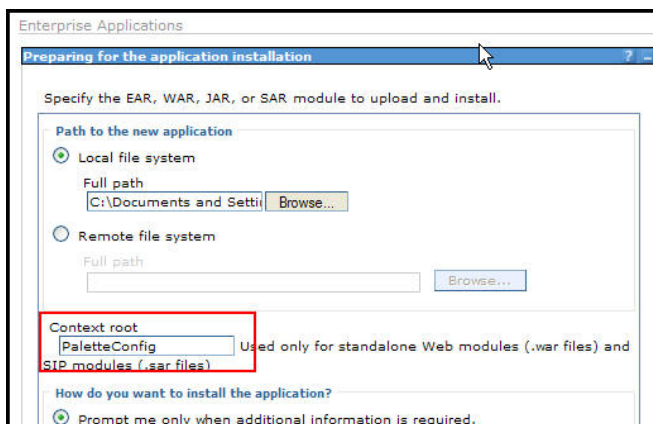 Enterprise Applications
Preparing for the application installation ? –
Specify the EAR, WAR, JAR, or SAR module to upload and install.
Path to the new application
Local file system
Full path
C:\Documents and Settin Browse...
Remote file system
Full path
Browse...
Context root
PaletteConfig Used only for standalone Web modules (.war files) and
SIP modules (.sar files)
How do you want to install the application?
Prompt me only when additional information is required.